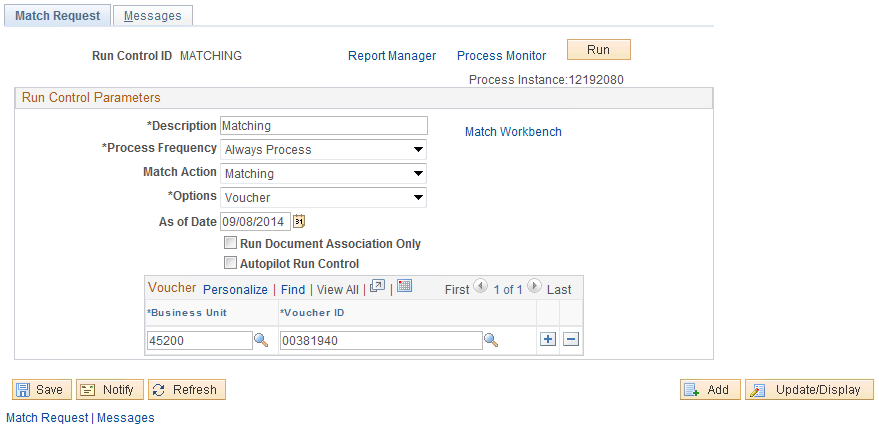 Match Request Messages
Run Control ID MATCHING Report Manager Process Monitor Run
Process Instance:12192080
Run Control Parameters
*Description Matching
Match Workbench
*Process Frequency Always Process
Match Action Matching
*Options Voucher
As of Date 09/08/2014 31
Run Document Association Only
Autopilot Run Control
Voucher Personalize | Find | View All | | First 1 of 1 Last
*Business Unit *Voucher ID
45200 00381940
Save Notify Refresh Add Update/Display
Match Request | Messages